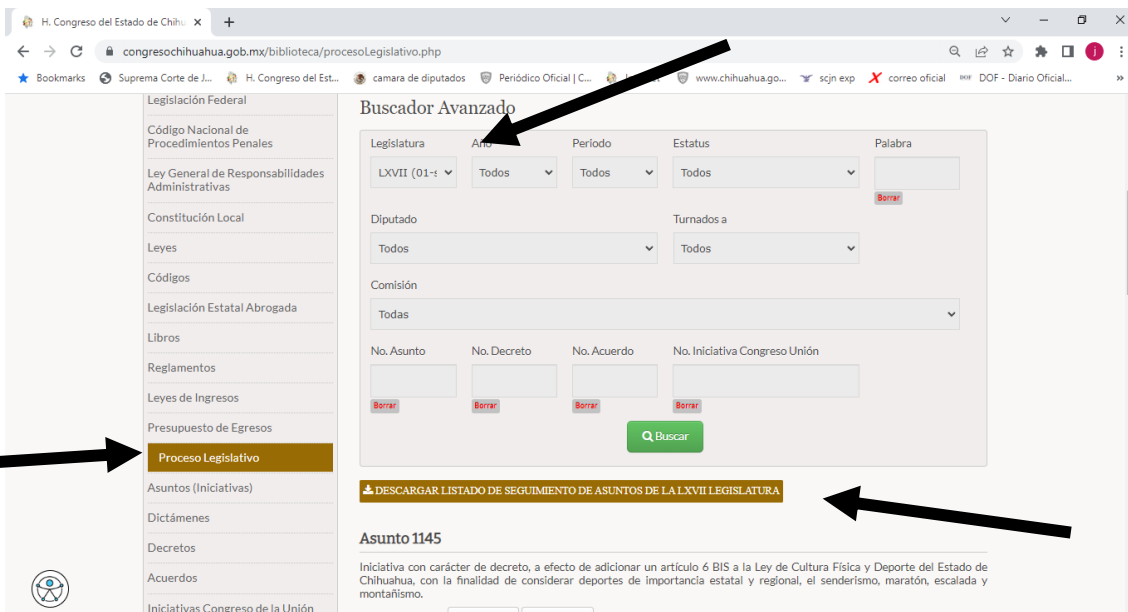 H. Congreso del Estado de Chihu
congresochihuahua.gob.mx/biblioteca/procesoLegislativo.php
Bookmarks Suprema Corte de J... H. Congreso del Est... camara de diputados Periódico Oficial | C... www.chihuahua.go... scjn exp correo oficial DOF DOF - Diario Oficial... »
j
Legislación Federal
Código Nacional de
Procedimientos Penales
Ley General de Responsabilidades
Administrativas
Constitución Local
Leyes
Códigos
Legislación Estatal Abrogada
Libros
Reglamentos
Leyes de Ingresos
Presupuesto de Egresos
Proceso Legislativo
Asuntos (Iniciativas)
Dictámenes
Decretos
Acuerdos
Iniciativas Congreso de la Unión
Buscador Avanzado
Legislatura Año Periodo Estatus Palabra
LXVII (01-s Todos Todos Todos
Borrar
Diputado Turnados a
Todos Todos
Comisión
Todas
No. Asunto No. Decreto No. Acuerdo No. Iniciativa Congreso Unión
Borrar Borrar Borrar Borrar
Buscar
DESCARGAR LISTADO DE SEGUIMIENTO DE ASUNTOS DE LA LXVII LEGISLATURA
Asunto 1145
Iniciativa con carácter de decreto, a efecto de adicionar un artículo 6 BIS a la Ley de Cultura Física y Deporte del Estado de
Chihuahua, con la finalidad de considerar deportes de importancia estatal y regional, el senderismo, maratón, escalada y
montañismo.